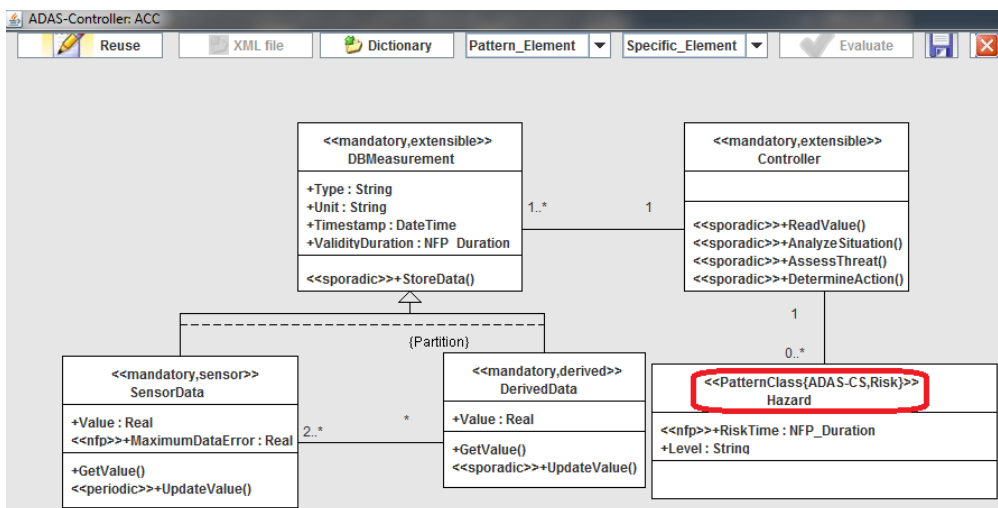 ADAS-Controller: ACC
Reuse XML file Dictionary Pattern_Element Specific_Element Evaluate
<<mandatory,extensible>>
DBMeasurement
+Type : String
+Unit : String
+Timestamp : DateTime
+ValidityDuration : NFP_Duration
<<sporadic>>+StoreData()
1..* 1
<<mandatory,extensible>>
Controller
<<sporadic>>+ReadValue()
<<sporadic>>+AnalyzeSituation()
<<sporadic>>+AssessThreat()
<<sporadic>>+DetermineAction()
1
0..*
{Partition}
<<mandatory,sensor>>
SensorData
+Value : Real
<<nfp>>+MaximumDataError : Real
+GetValue()
<<periodic>>+UpdateValue()
2..* *
<<mandatory,derived>>
DerivedData
+Value : Real
+GetValue()
<<sporadic>>+UpdateValue()
<<PatternClass{ADAS-CS,Risk}>>
Hazard
<<nfp>>+RiskTime : NFP_Duration
+Level : String